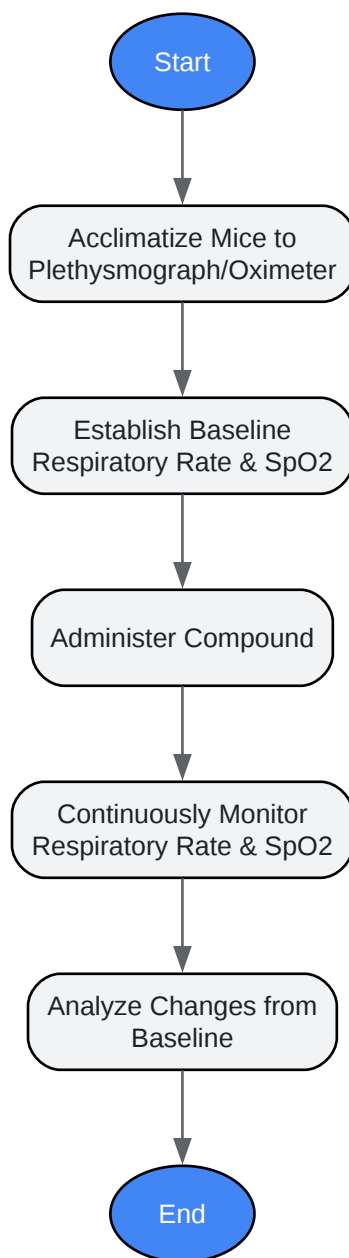 Start
Acclimatize Mice to
Plethysmograph/Oximeter
Establish Baseline
Respiratory Rate & SpO2
Administer Compound
Continuously Monitor
Respiratory Rate & SpO2
Analyze Changes from
Baseline
End